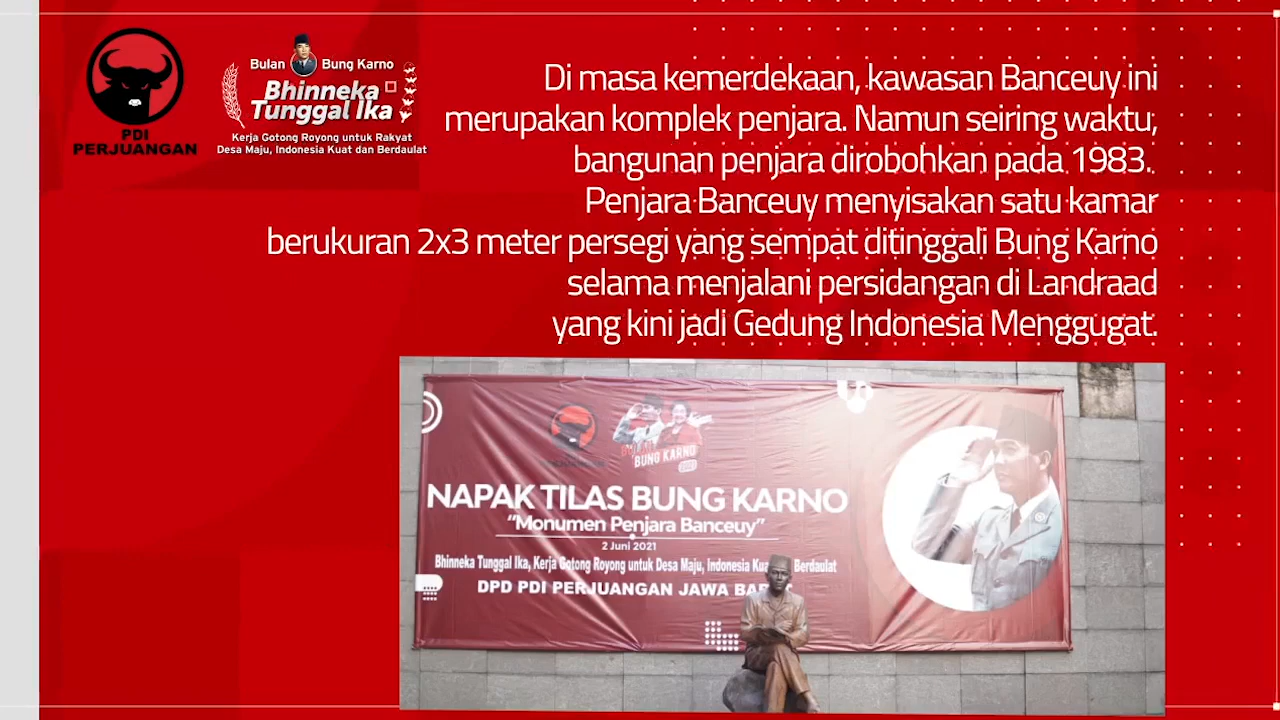 PDI
PERJUANGAN
Bulan Bung Karno
Bhinneka
Tunggal Ika
Kerja Gotong Royong untuk Rakyat
Desa Maju, Indonesia Kuat dan Berdaulat
Di masa kemerdekaan, kawasan Banceuy ini
merupakan komplek penjara. Namun seiring waktu,
bangunan penjara dirobohkan pada 1983.
Penjara Banceuy menyisakan satu kamar
berukuran 2x3 meter persegi yang sempat ditinggali Bung Karno
selama menjalani persidangan di Landraad
yang kini jadi Gedung Indonesia Menggugat.
BUNG KARNO
2021
NAPAK TILAS BUNG KARNO
"Monumen Penjara Banceuy"
2 Juni 2021
Bhinneka Tunggal Ika, Kerja Gotong Royong untuk Desa Maju, Indonesia Berdaulat
DPD PDI PERJUANGAN JAWA